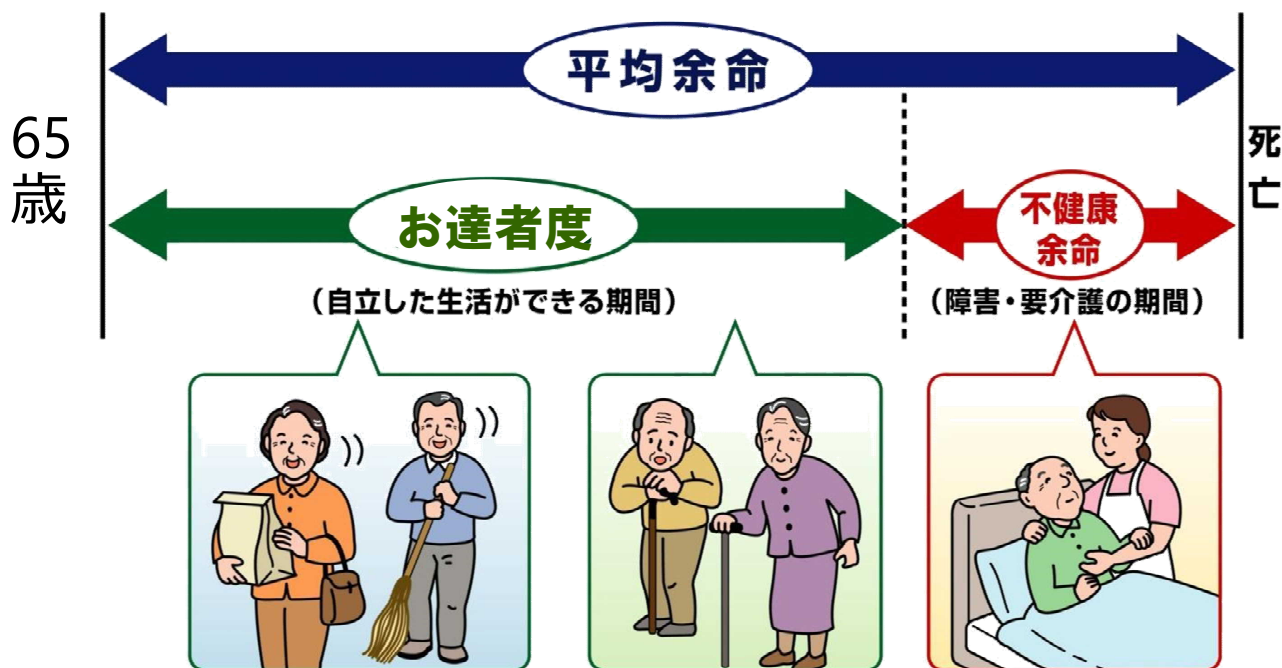 平均余命
65
歳
死
亡
お達者度
不健康
余命
（自立した生活ができる期間）
（障害・要介護の期間）